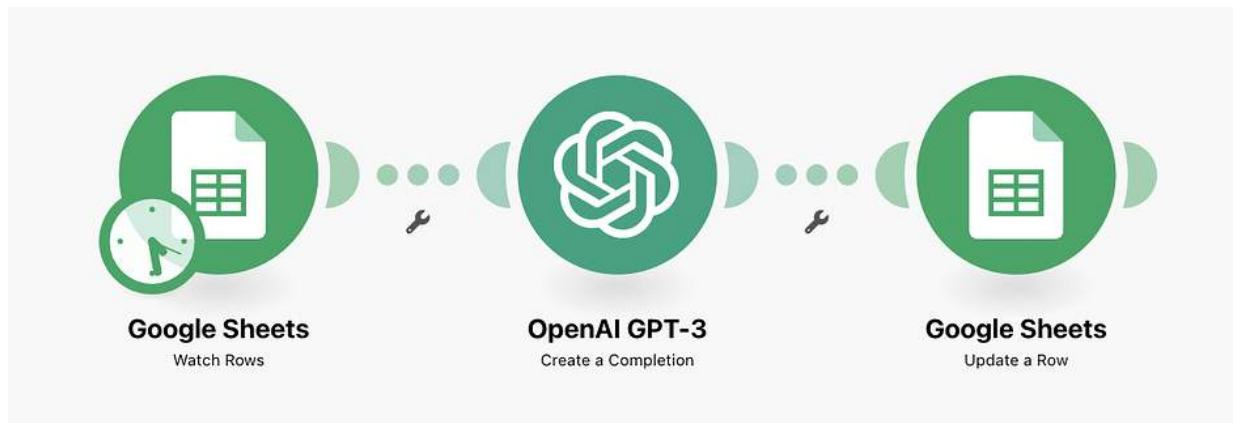 Google Sheets
Watch Rows
OpenAI GPT-3
Create a Completion
Google Sheets
Update a Row